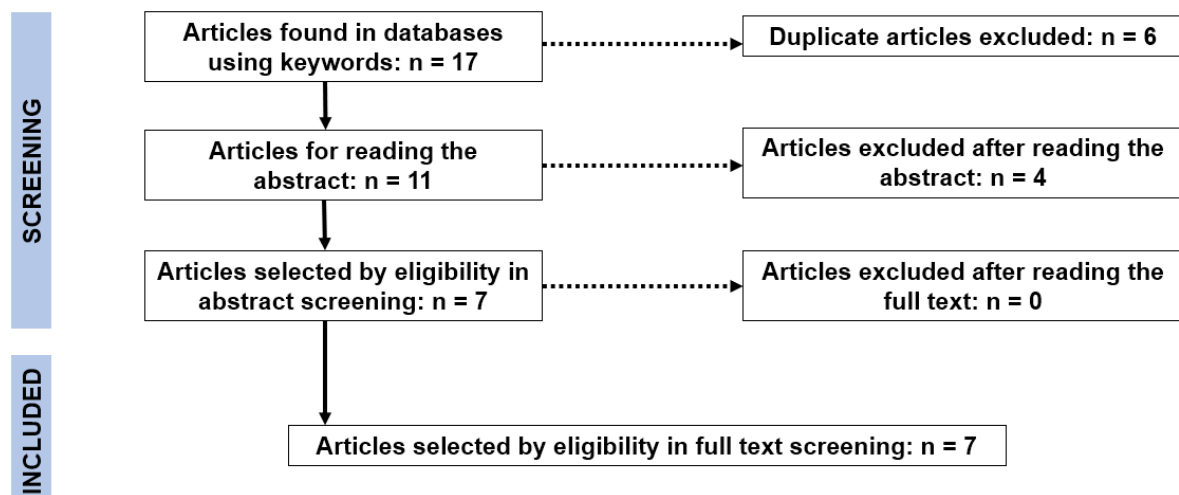 SCREENING
Articles found in databases
using keywords: n = 17
Duplicate articles excluded: n = 6
Articles for reading the
abstract: n = 11
Articles excluded after reading the
abstract: n = 4
Articles selected by eligibility in
abstract screening: n = 7
Articles excluded after reading the
full text: n = 0
INCLUDED
Articles selected by eligibility in full text screening: n = 7